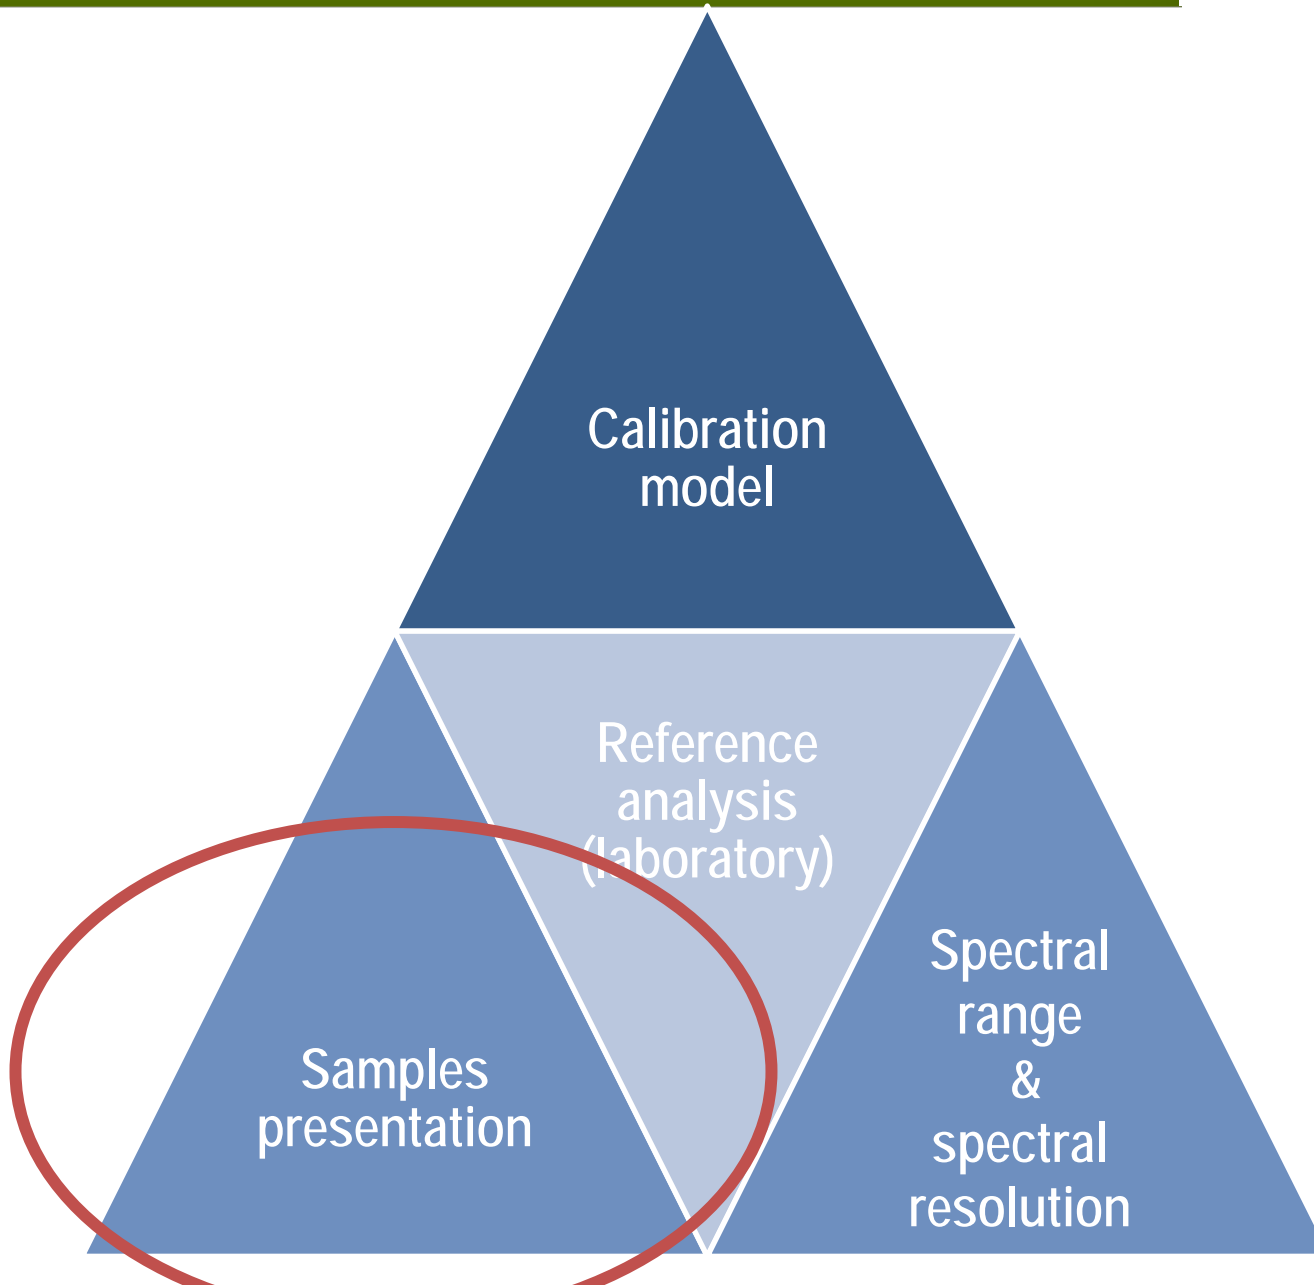 Calibration
model
Reference
analysis
(laboratory)
Samples
presentation
Spectral
range
&
spectral
resolution